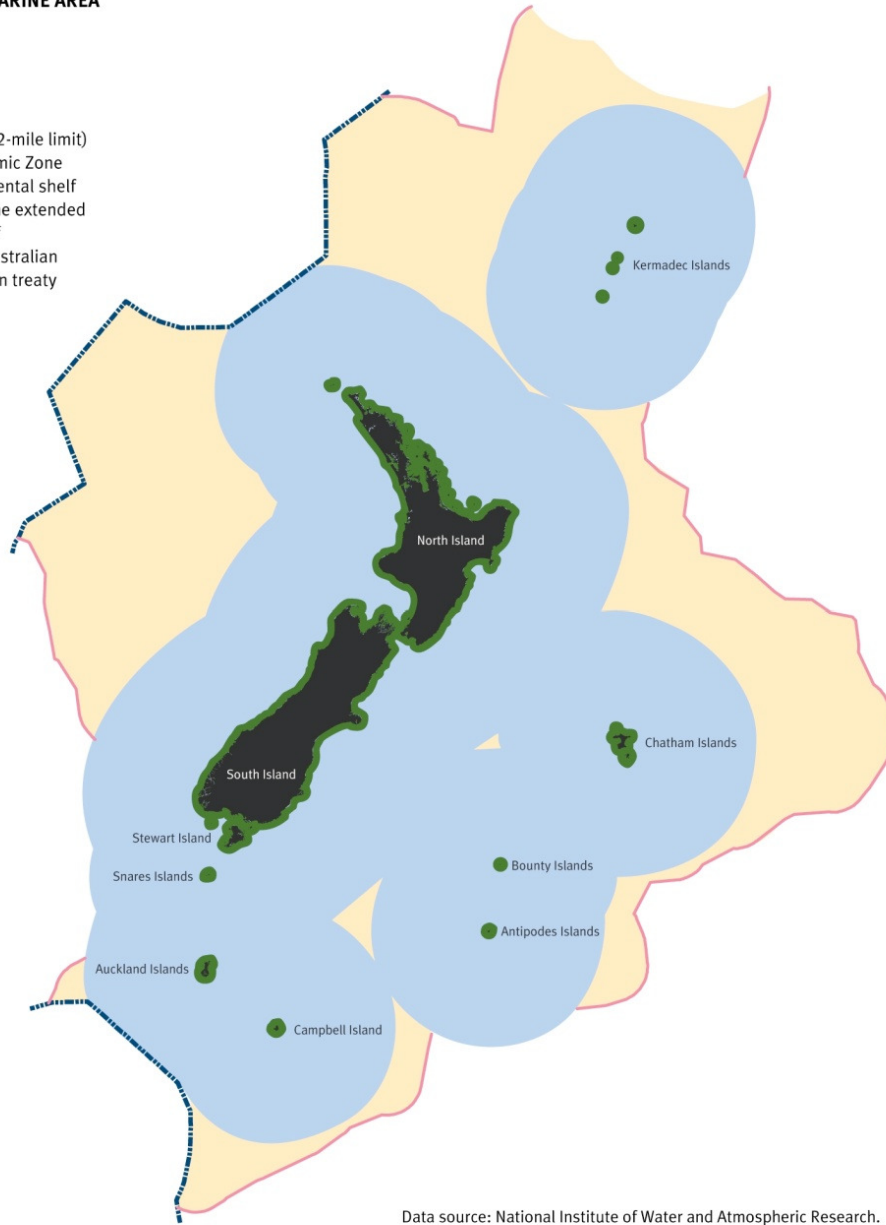 ARINE AREA
2-mile limit)
mic Zone
ental shelf
ne extended
stralian
n treaty
Kermadec Islands
North Island
Chatham Islands
South Island
Stewart Island
Bounty Islands
Snares Islands
Antipodes Islands
Auckland Islands
Campbell Island
Data source: National Institute of Water and Atmospheric Research.